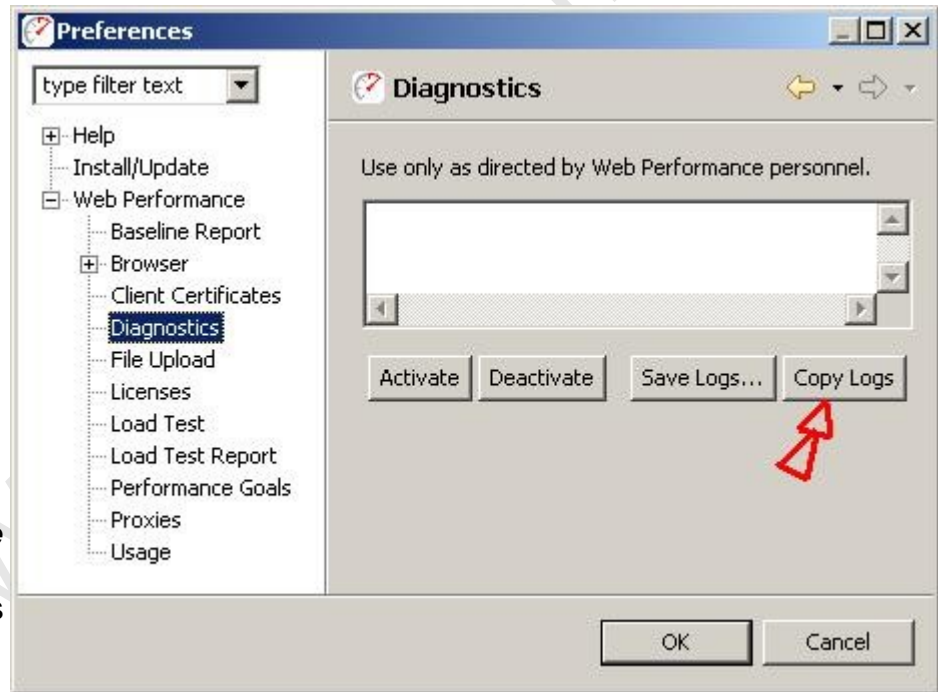 Preferences
type filter text
Help
Install/Update
Web Performance
Baseline Report
Browser
Client Certificates
Diagnostics
File Upload
Licenses
Load Test
Load Test Report
Performance Goals
Proxies
Usage
Diagnostics
Use only as directed by Web Performance personnel.
Activate Deactivate Save Logs... Copy Logs
OK Cancel